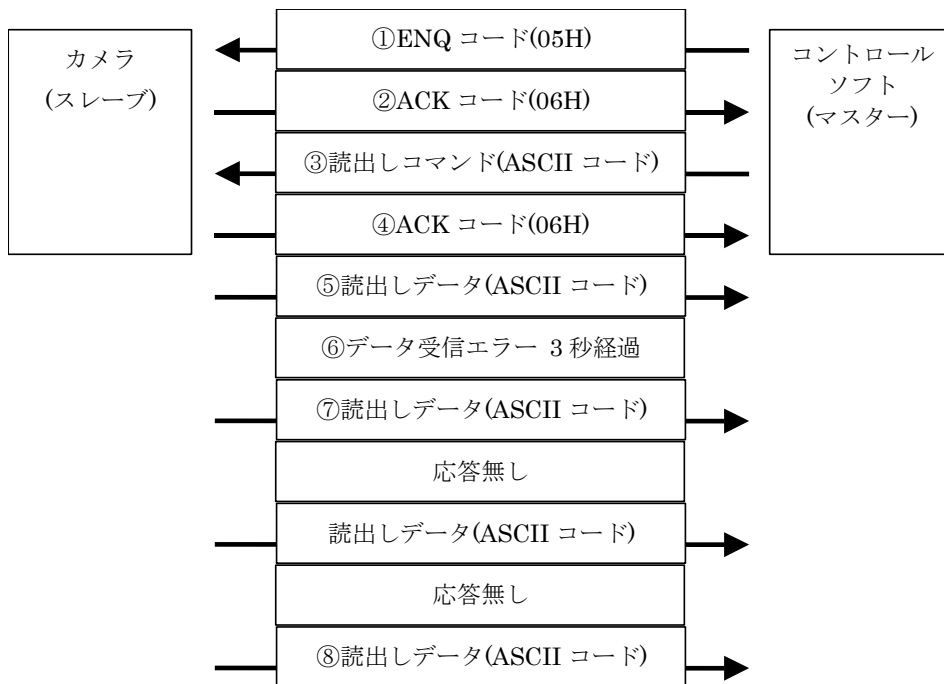 カメラ
(スレーブ)
①ENQ コード(05H)
②ACK コード(06H)
③読出しコマンド(ASCII コード)
④ACK コード(06H)
⑤読出しデータ(ASCII コード)
⑥データ受信エラー 3 秒経過
⑦読出しデータ(ASCII コード)
応答無し
読出しデータ(ASCII コード)
応答無し
⑧読出しデータ(ASCII コード)
コントロール
ソフト
(マスター)